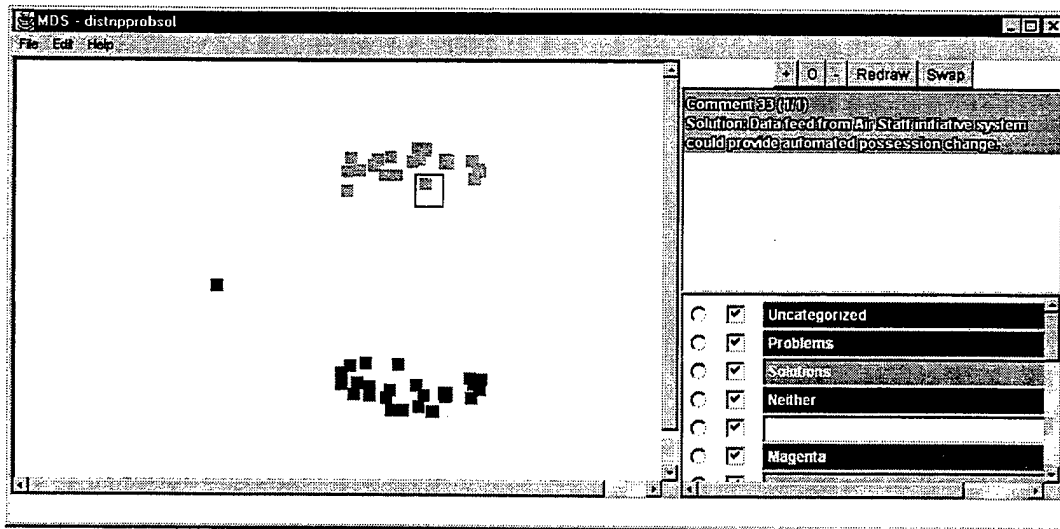 MDS - distnpprobsol
File Edit Help
+ 0 - Redraw Swap
Comment 33 (1/1)
Solution: Data feed from Air Staff initiative system
could provide automated possession change.
Uncategorized
Problems
Solutions
Neither
Magenta